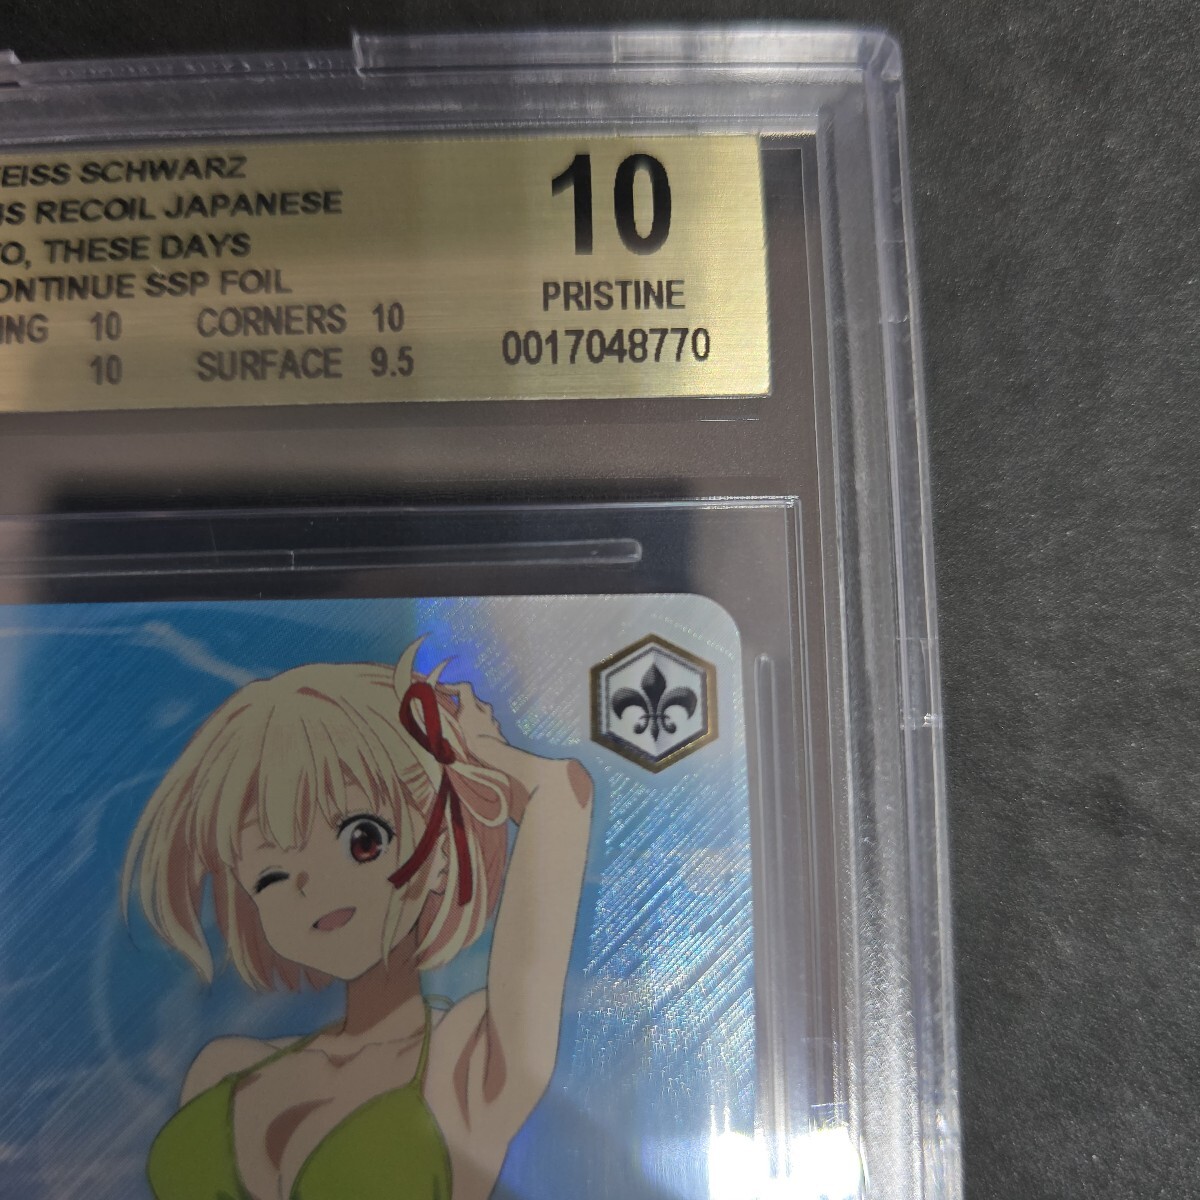 EISS SCHWARZ
S RECOIL JAPANESE
O, THESE DAYS
ONTINUE SSP FOIL
ING 10 CORNERS 10
10 SURFACE 9.5
10
PRISTINE
0017048770